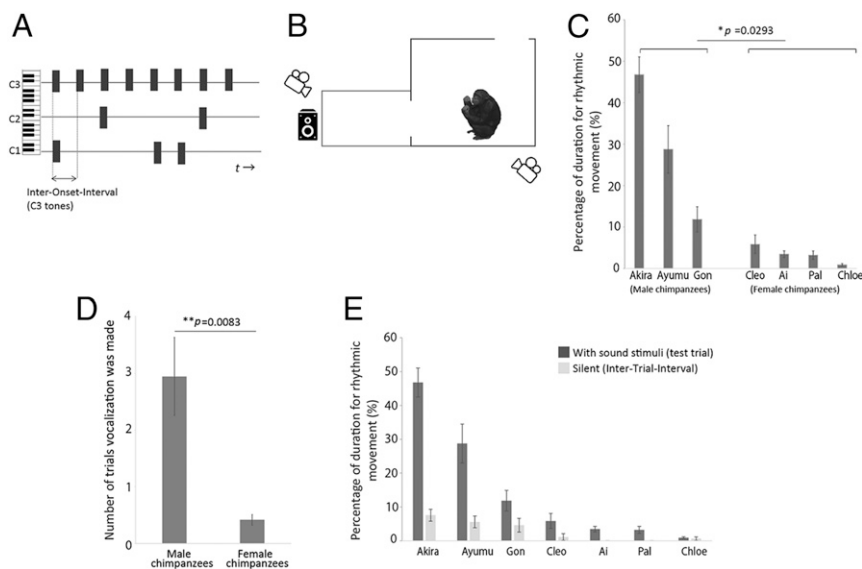 A
C3
C2
C1
t →
Inter-Onset-Interval
(C3 tones)
B
C
Percentage of duration for rhythmic
movement (%)
* p =0.0293
60
50
40
30
20
10
0
Akira Ayumu Gon Cleo Ai Pal Chloe
(Male chimpanzees) (Female chimpanzees)
D
Number of trials vocalization was made
**p=0.0083
4
3
2
1
0
Male
chimpanzees
Female
chimpanzees
E
Percentage of duration for rhythmic
movement (%)
60
50
40
30
20
10
0
With sound stimuli (test trial)
Silent (Inter-Trial-Interval)
Akira Ayumu Gon Cleo Ai Pal Chloe